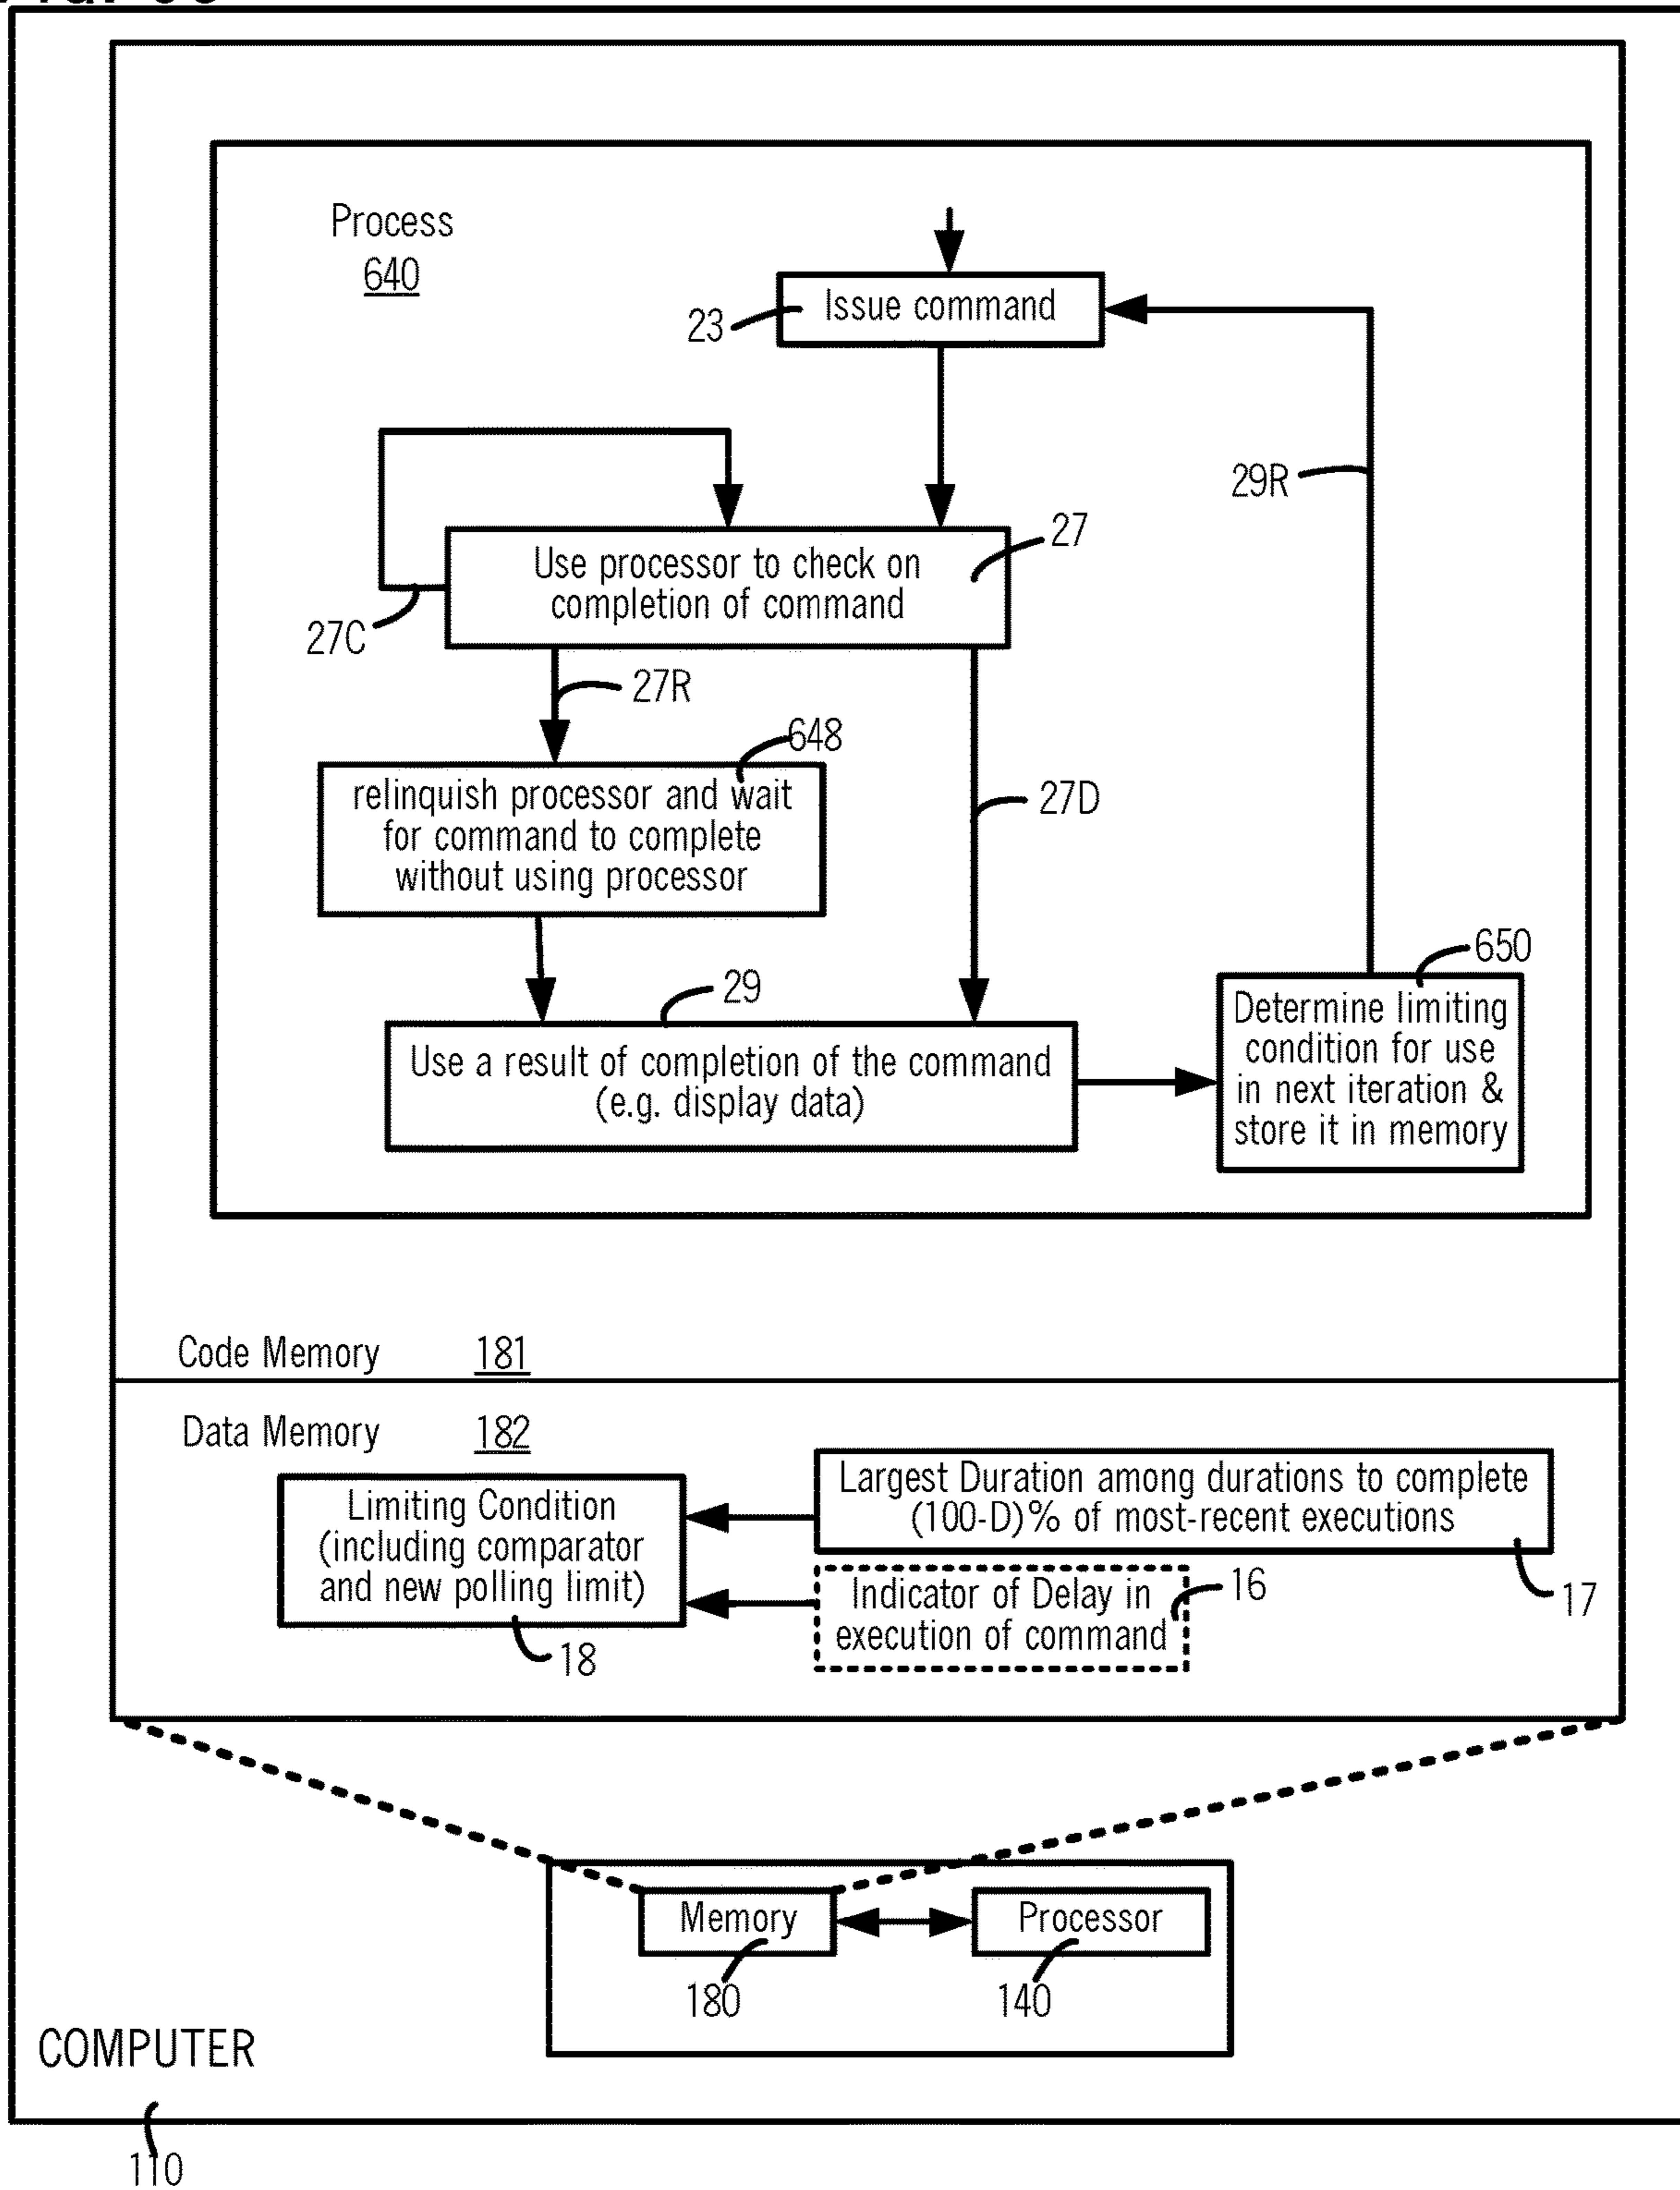 Process
640
Issue command
23
29R
27
Use processor to check on
completion of command
27C
27R
648
relinquish processor and wait
for command to complete
without using processor
27D
650
29
Determine limiting
condition for use
in next iteration &
store it in memory
Use a result of completion of the command
(e.g. display data)
Code Memory 181
Data Memory 182
Largest Duration among durations to complete
(100-D)% of most-recent executions
17
Limiting Condition
(including comparator
and new polling limit)
18
Indicator of Delay in
execution of command
16
Memory
Processor
180
140
COMPUTER
110